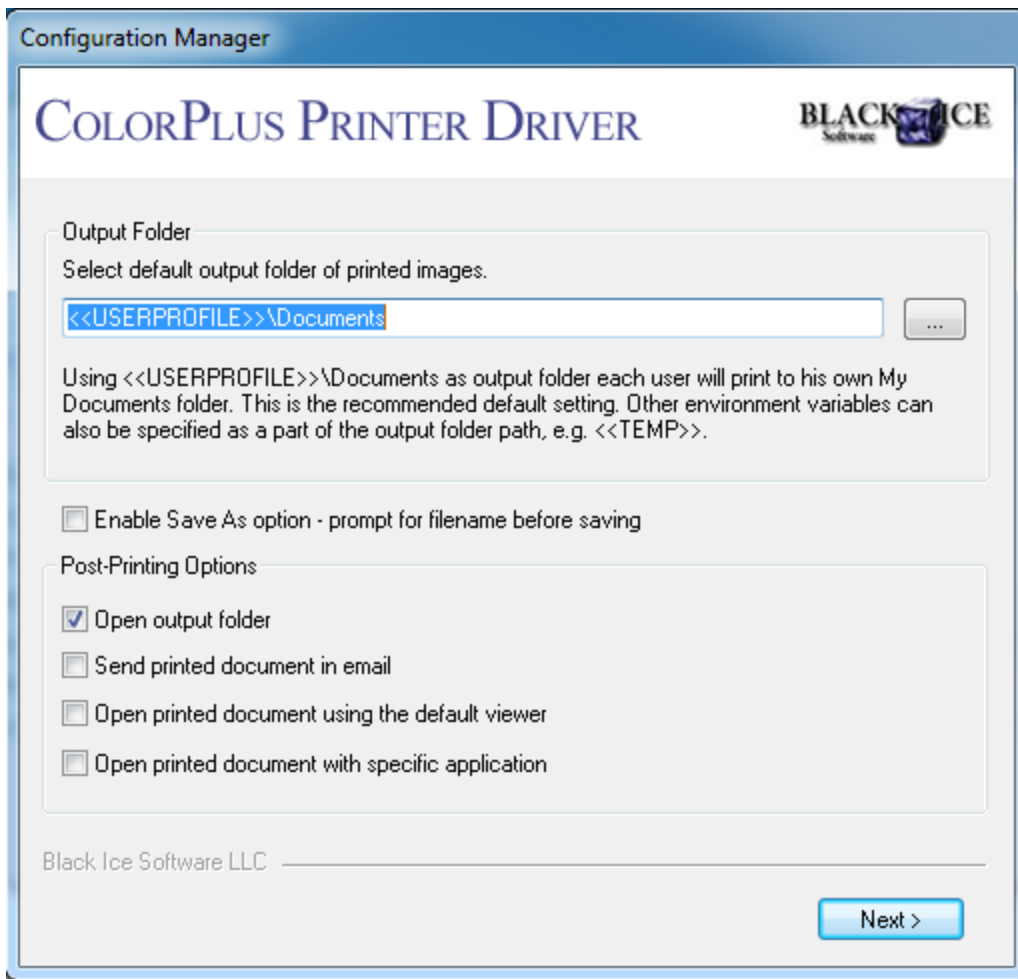 Configuration Manager
COLORPLUS PRINTER DRIVER
BLACK ICE
Software
Output Folder
Select default output folder of printed images.
<<USERPROFILE>>\Documents
...
Using <<USERPROFILE>>\Documents as output folder each user will print to his own My
Documents folder. This is the recommended default setting. Other environment variables can
also be specified as a part of the output folder path, e.g. <<TEMP>>.
Enable Save As option - prompt for filename before saving
Post-Printing Options
Open output folder
Send printed document in email
Open printed document using the default viewer
Open printed document with specific application
Black Ice Software LLC
Next >